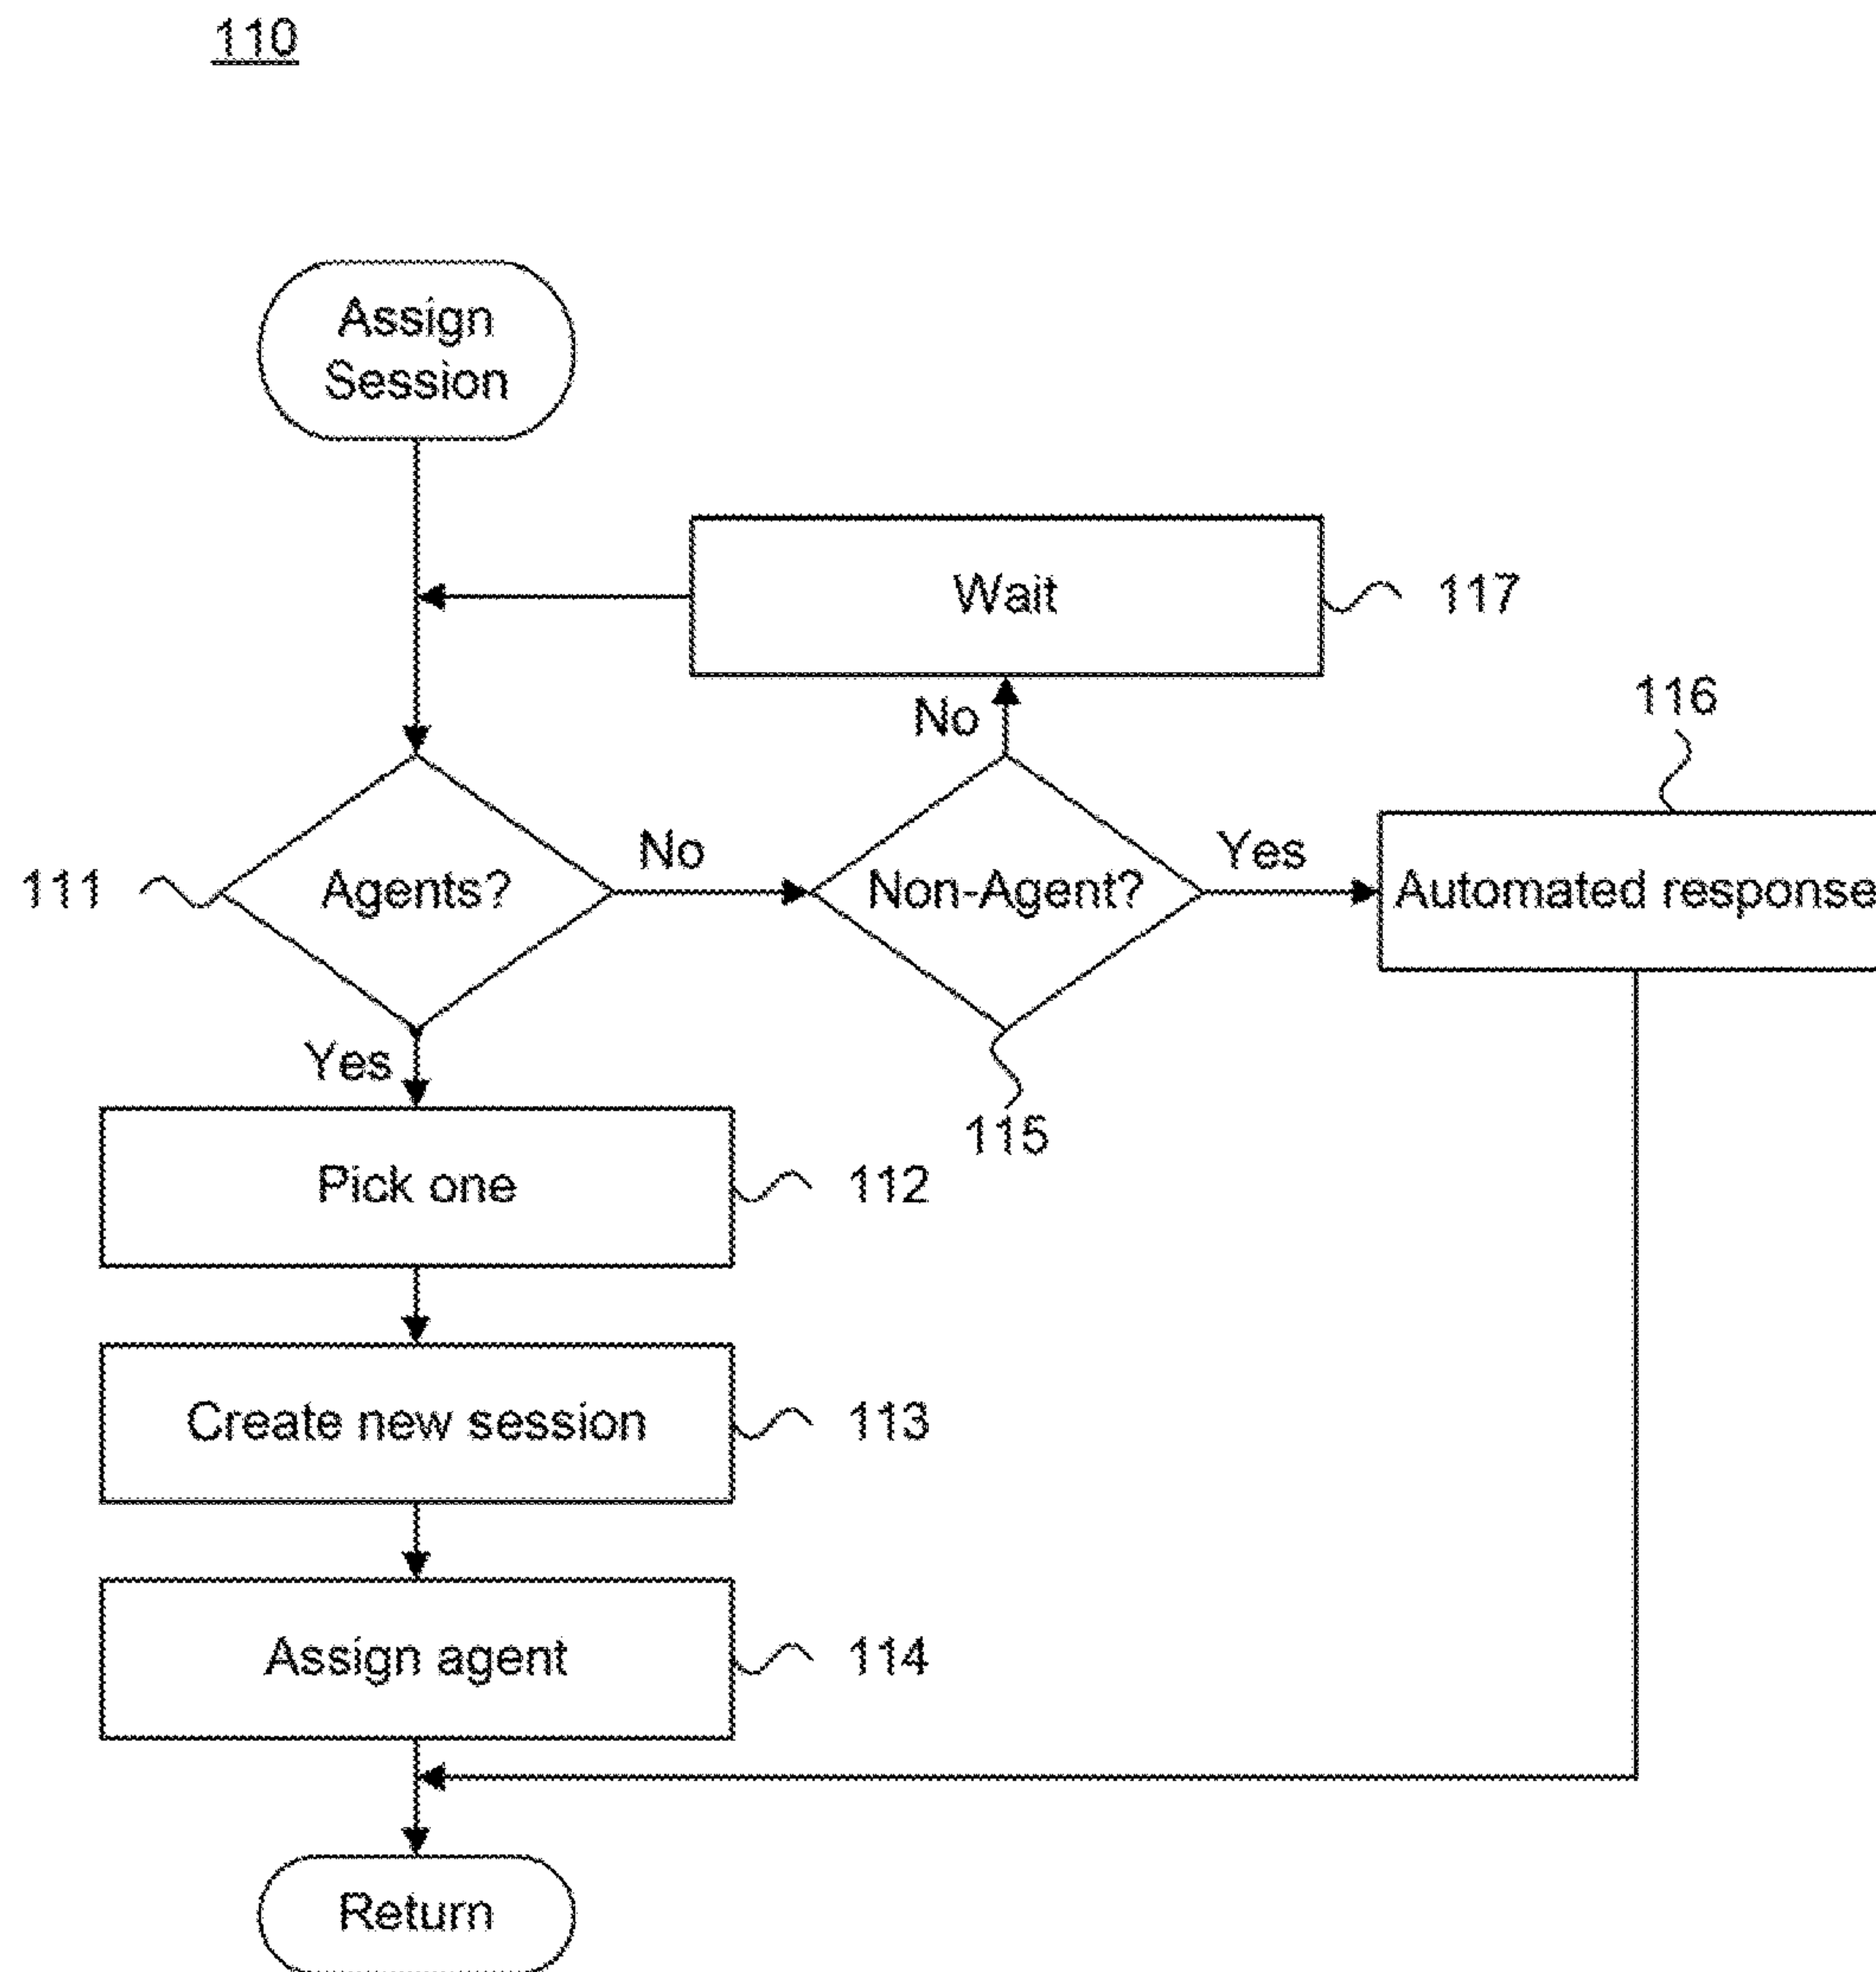 110
Assign
Session
Wait
117
No
116
111
Agents?
No
Non-Agent?
Yes
Automated response
Yes
115
Pick one
112
Create new session
113
Assign agent
114
Return